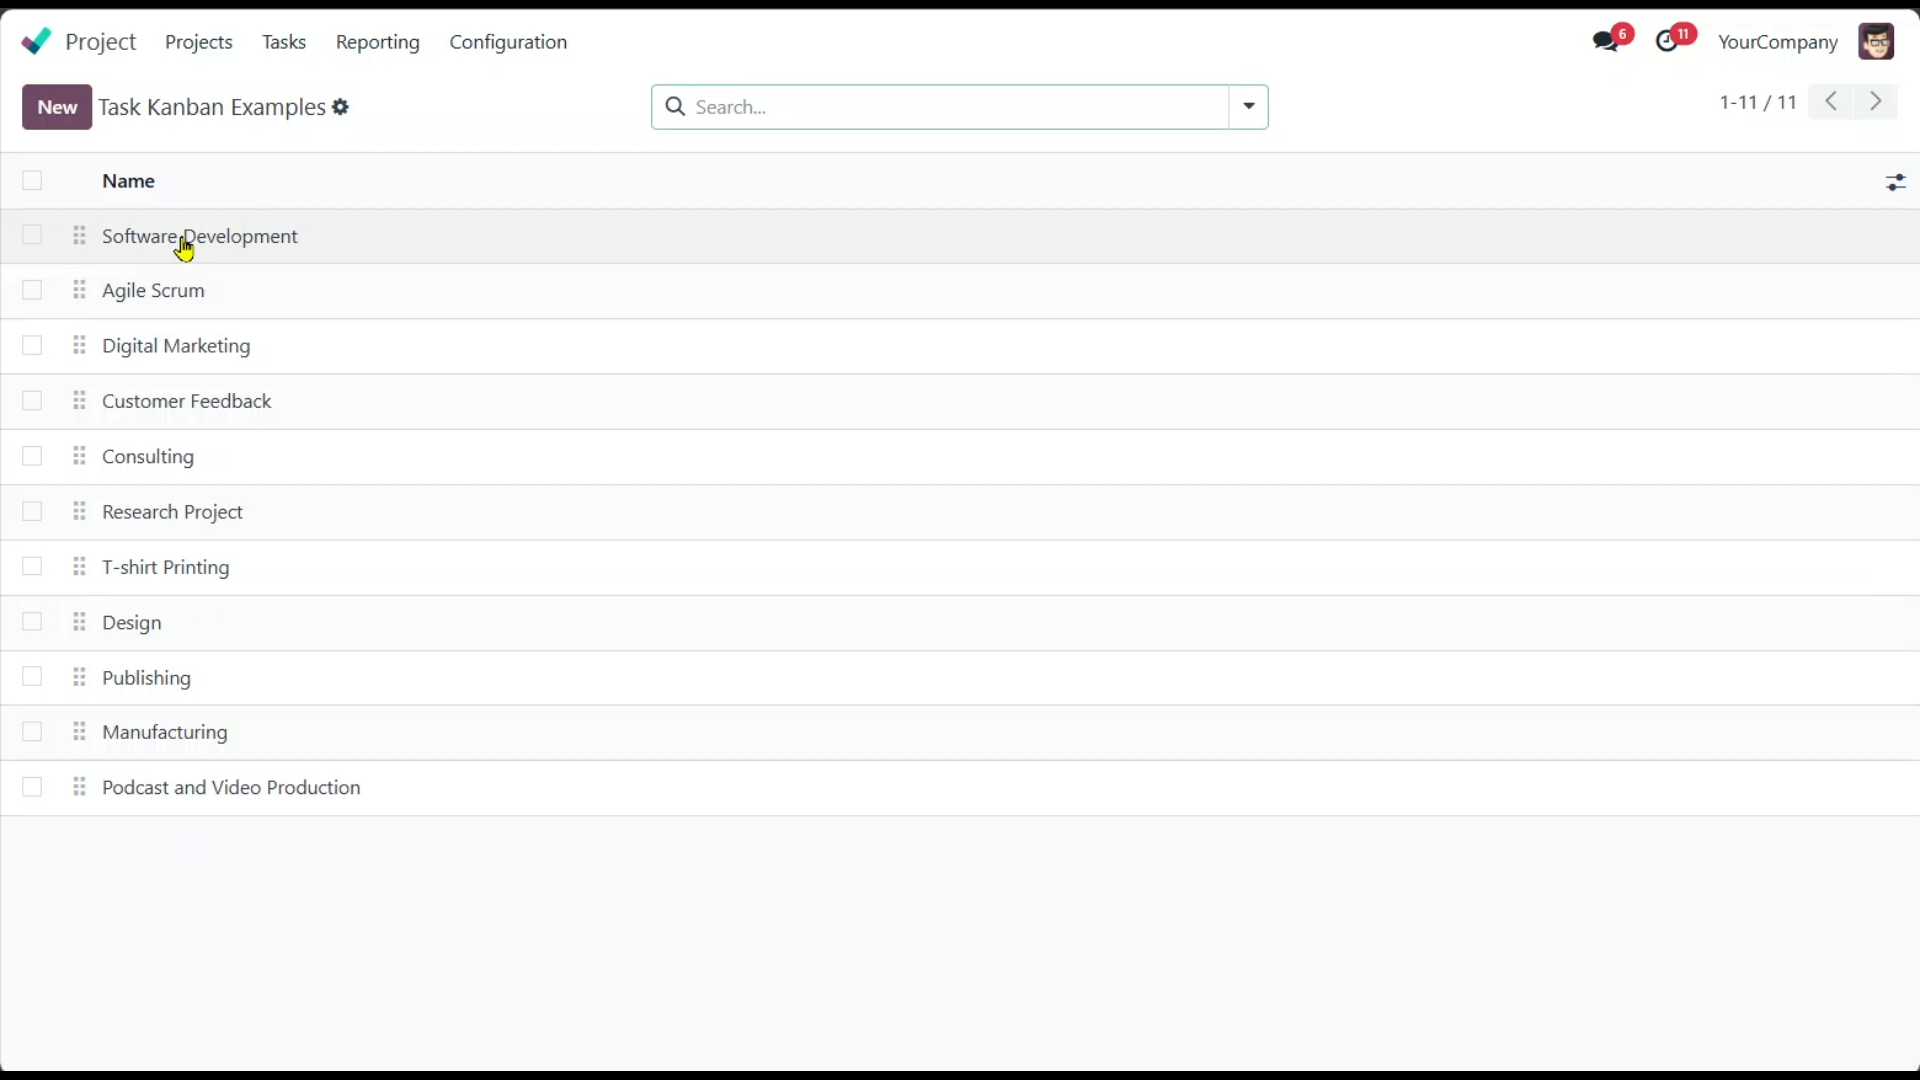 Project Projects Tasks Reporting Configuration 6 11 YourCompany
New Task Kanban Examples Search... 1-11 / 11
Name
Software Development
Agile Scrum
Digital Marketing
Customer Feedback
Consulting
Research Project
T-shirt Printing
Design
Publishing
Manufacturing
Podcast and Video Production